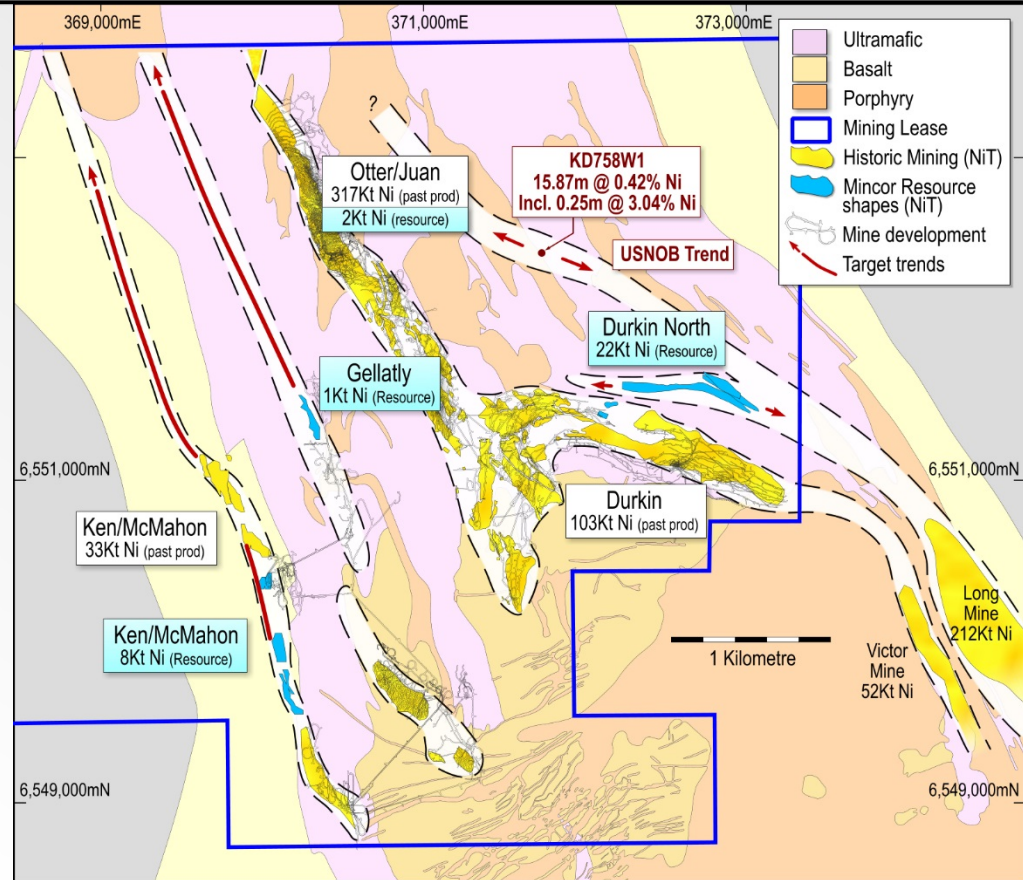 369,000mE
371,000mE
373,000mE
Ultramafic
Basalt
Porphyry
Mining Lease
Historic Mining (NiT)
Mincor Resource
shapes (NiT)
Mine development
Target trends
?
KD758W1
15.87m @ 0.42% Ni
Incl. 0.25m @ 3.04% Ni
Otter/Juan
317Kt Ni (past prod)
2Kt Ni (resource)
USNOB Trend
Durkin North
22Kt Ni (Resource)
Gellatly
1Kt Ni (Resource)
6,551,000mN
6,551,000mN
Durkin
103Kt Ni (past prod)
Ken/McMahon
33Kt Ni (past prod)
Long
Mine
212Kt Ni
Ken/McMahon
8Kt Ni (Resource)
1 Kilometre
Victor
Mine
52Kt Ni
6,549,000mN
6,549,000mN